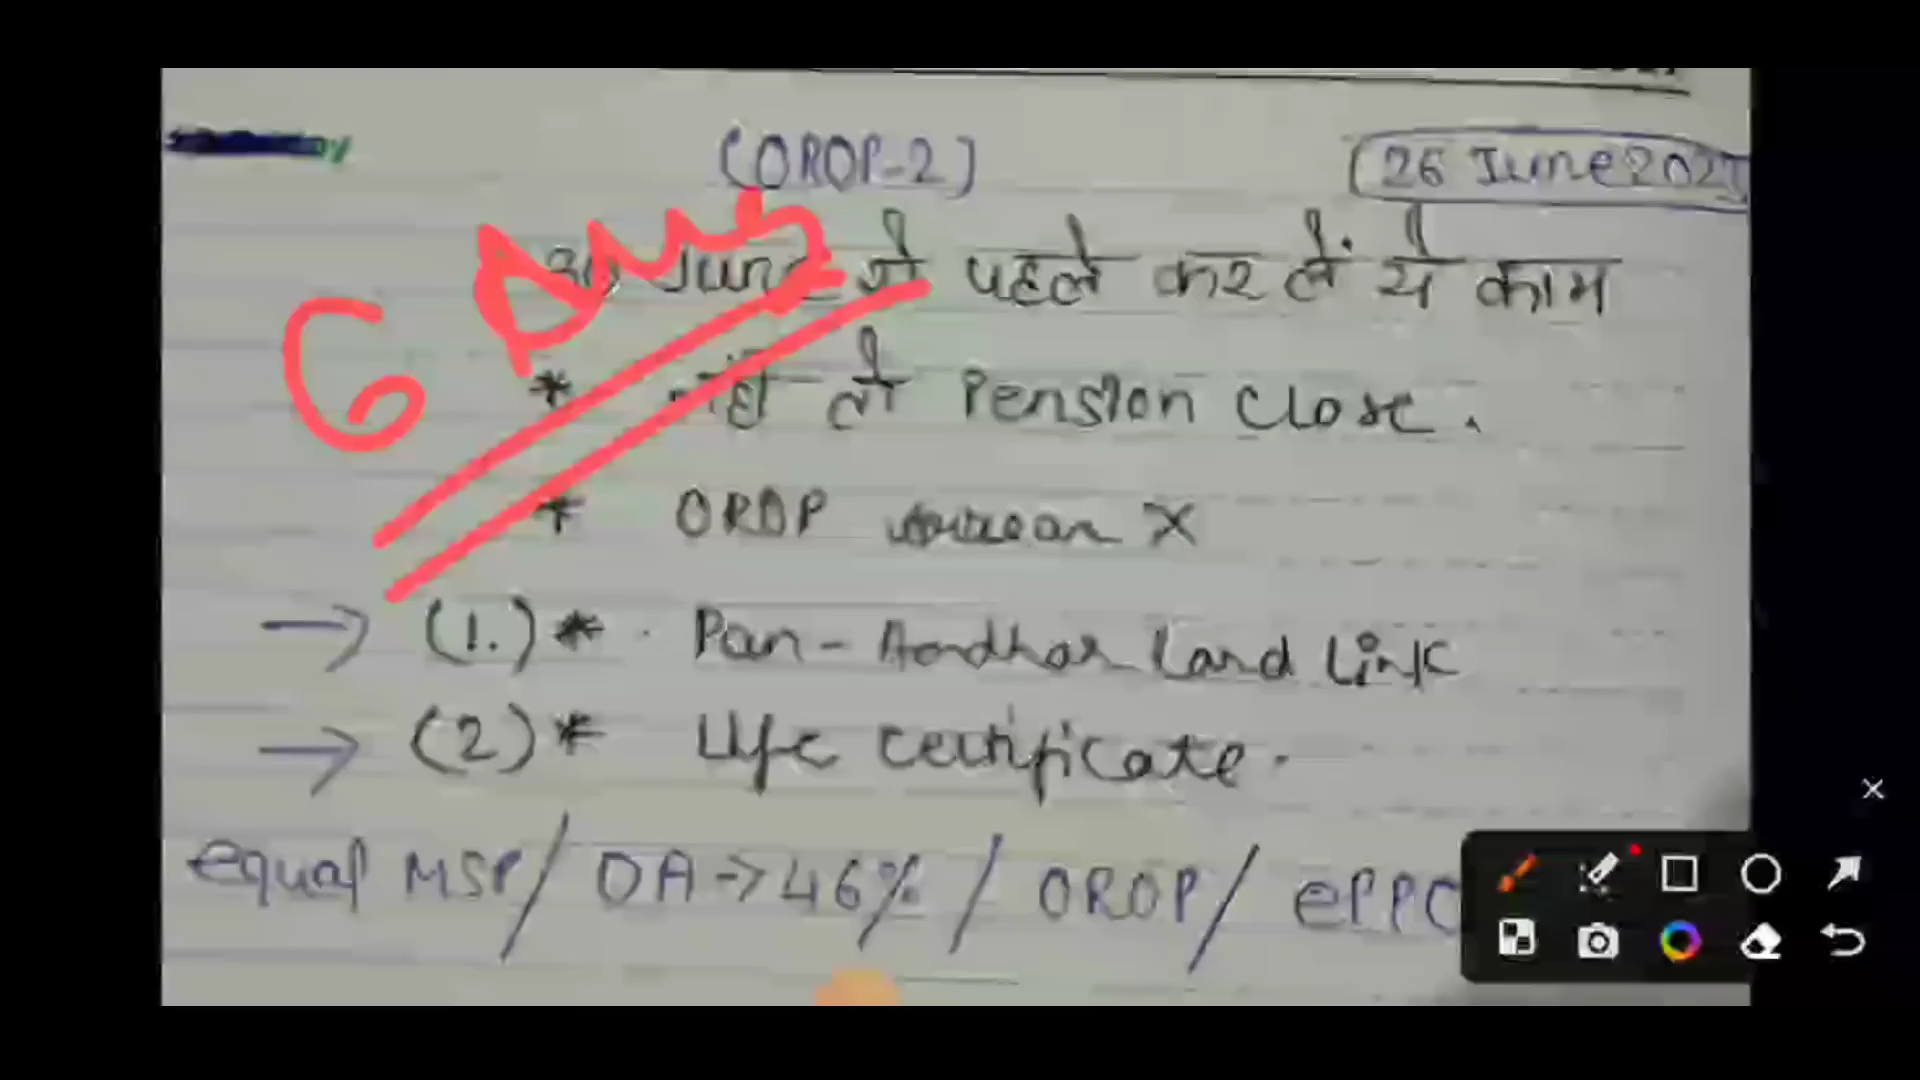 (OROP-2)
26 June 202
30 June से पहले कर लें ये काम
* नही तो Pension Close.
* OROP X
→ (1.) * Pan - Aadhar Card Link
→ (2) * Life certificate.
equal MSP / DA → 46% / OROP / ePPO
6